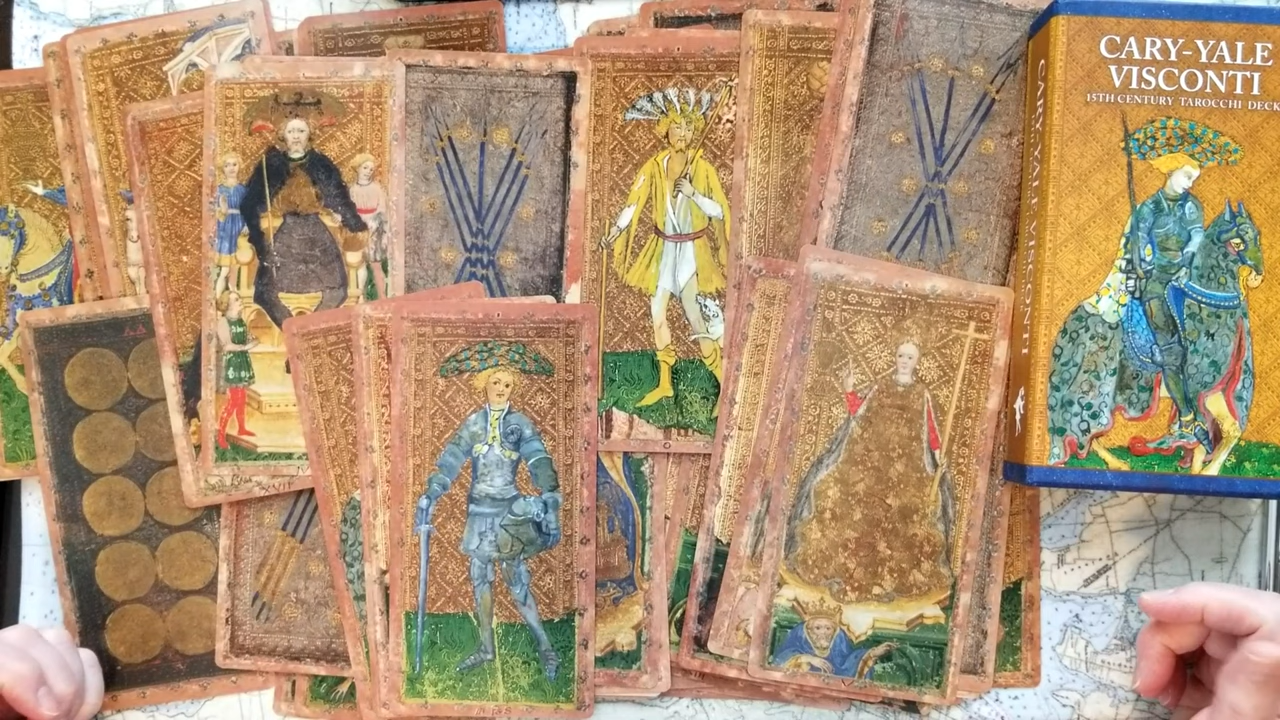 CARY-YALE
VISCONTI
15TH CENTURY TAROCCHI DECK
CARY-YALE VISCONTI